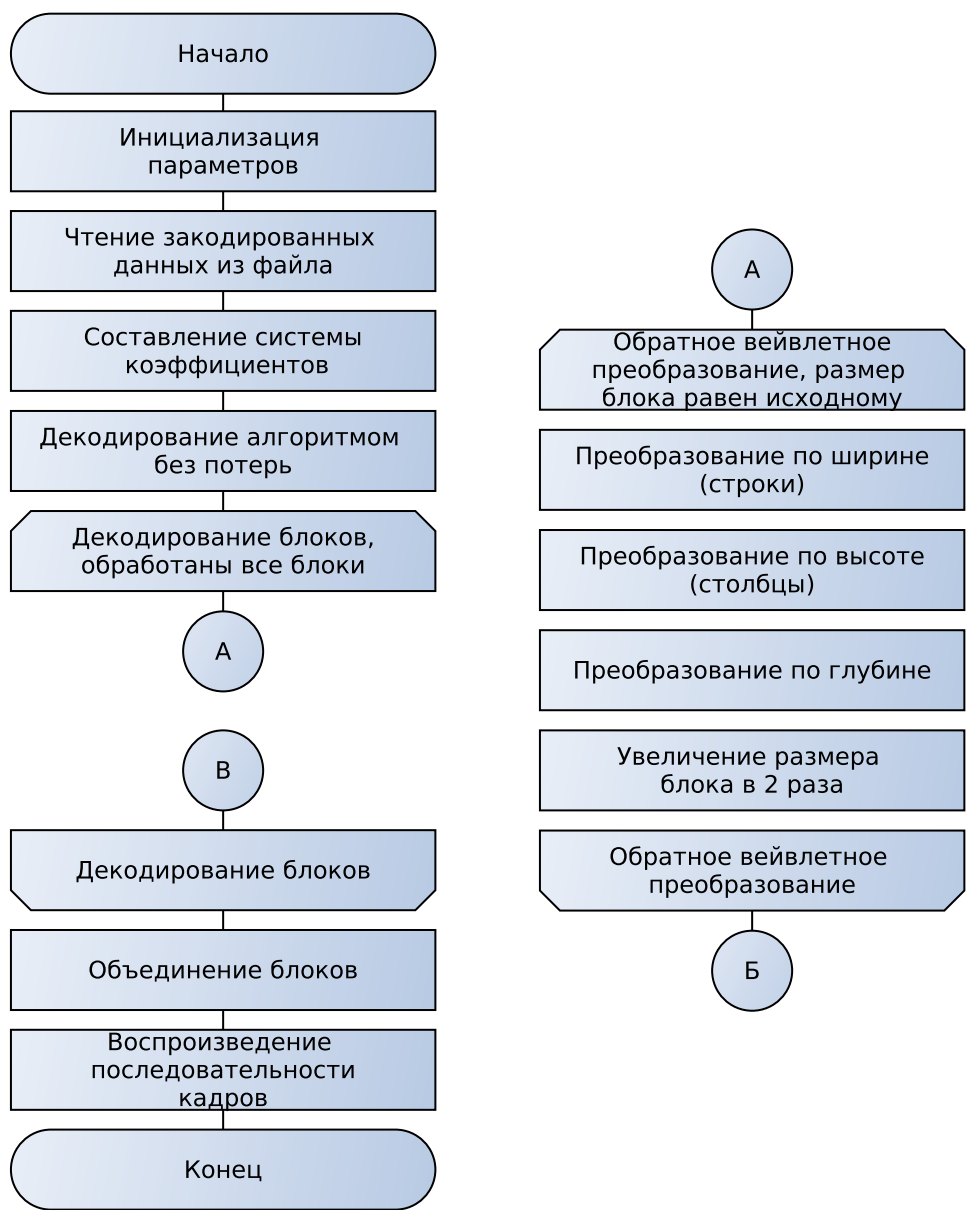 Начало
Инициализация
параметров
Чтение закодированных
данных из файла
Составление системы
коэффициентов
Декодирование алгоритмом
без потерь
Декодирование блоков,
обработаны все блоки
А
В
Декодирование блоков
Объединение блоков
Воспроизведение
последовательности
кадров
Конец
А
Обратное вейвлетное
преобразование, размер
блока равен исходному
Преобразование по ширине
(строки)
Преобразование по высоте
(столбцы)
Преобразование по глубине
Увеличение размера
блока в 2 раза
Обратное вейвлетное
преобразование
Б